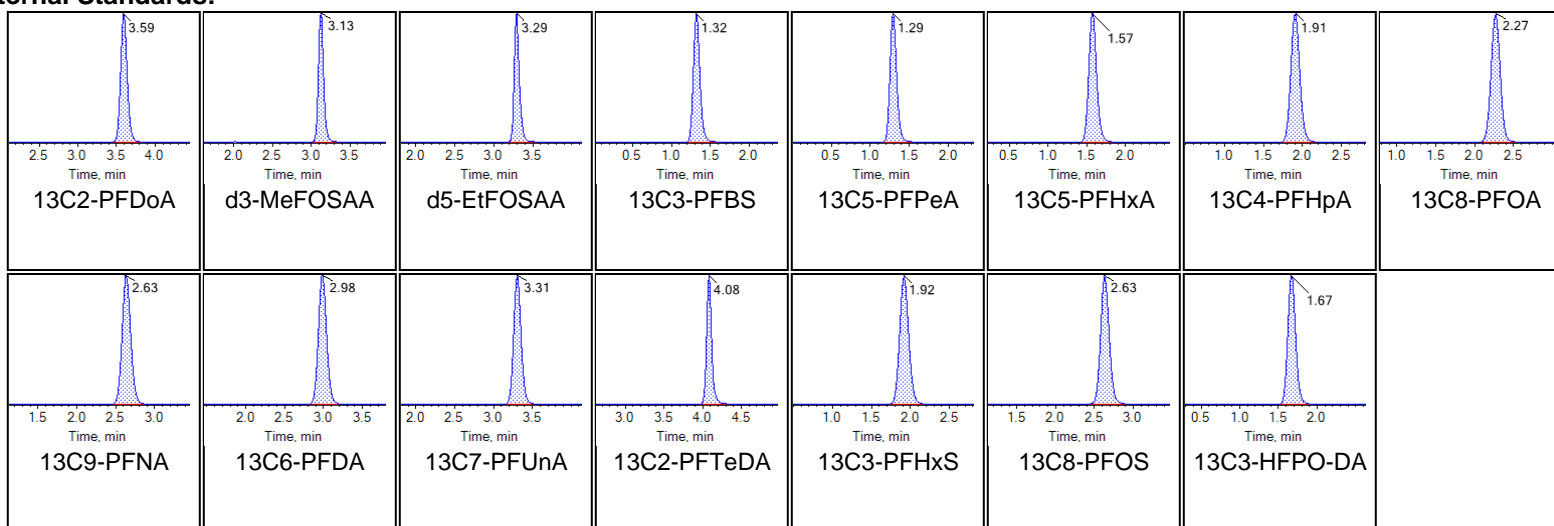 ternal Standards:
3.59 3.13 3.29 1.32 1.29 1.57 1.91 2.27
2.5 3.0 3.5 4.0 2.0 2.5 3.0 3.5 2.0 2.5 3.0 3.5 0.5 1.0 1.5 2.0 0.5 1.0 1.5 2.0 0.5 1.0 1.5 2.0 1.0 1.5 2.0 2.5 1.0 1.5 2.0 2.5
Time, min Time, min Time, min Time, min Time, min Time, min Time, min Time, min
13C2-PFDoA d3-MeFOSAA d5-EtFOSAA 13C3-PFBS 13C5-PFPeA 13C5-PFHxA 13C4-PFHpA 13C8-PFOA
2.63 2.98 3.31 4.08 1.92 2.63 1.67
1.5 2.0 2.5 3.0 2.0 2.5 3.0 3.5 2.0 2.5 3.0 3.5 3.0 3.5 4.0 4.5 1.0 1.5 2.0 2.5 1.5 2.0 2.5 3.0 0.5 1.0 1.5 2.0
Time, min Time, min Time, min Time, min Time, min Time, min Time, min
13C9-PFNA 13C6-PFDA 13C7-PFUnA 13C2-PFTeDA 13C3-PFHxS 13C8-PFOS 13C3-HFPO-DA